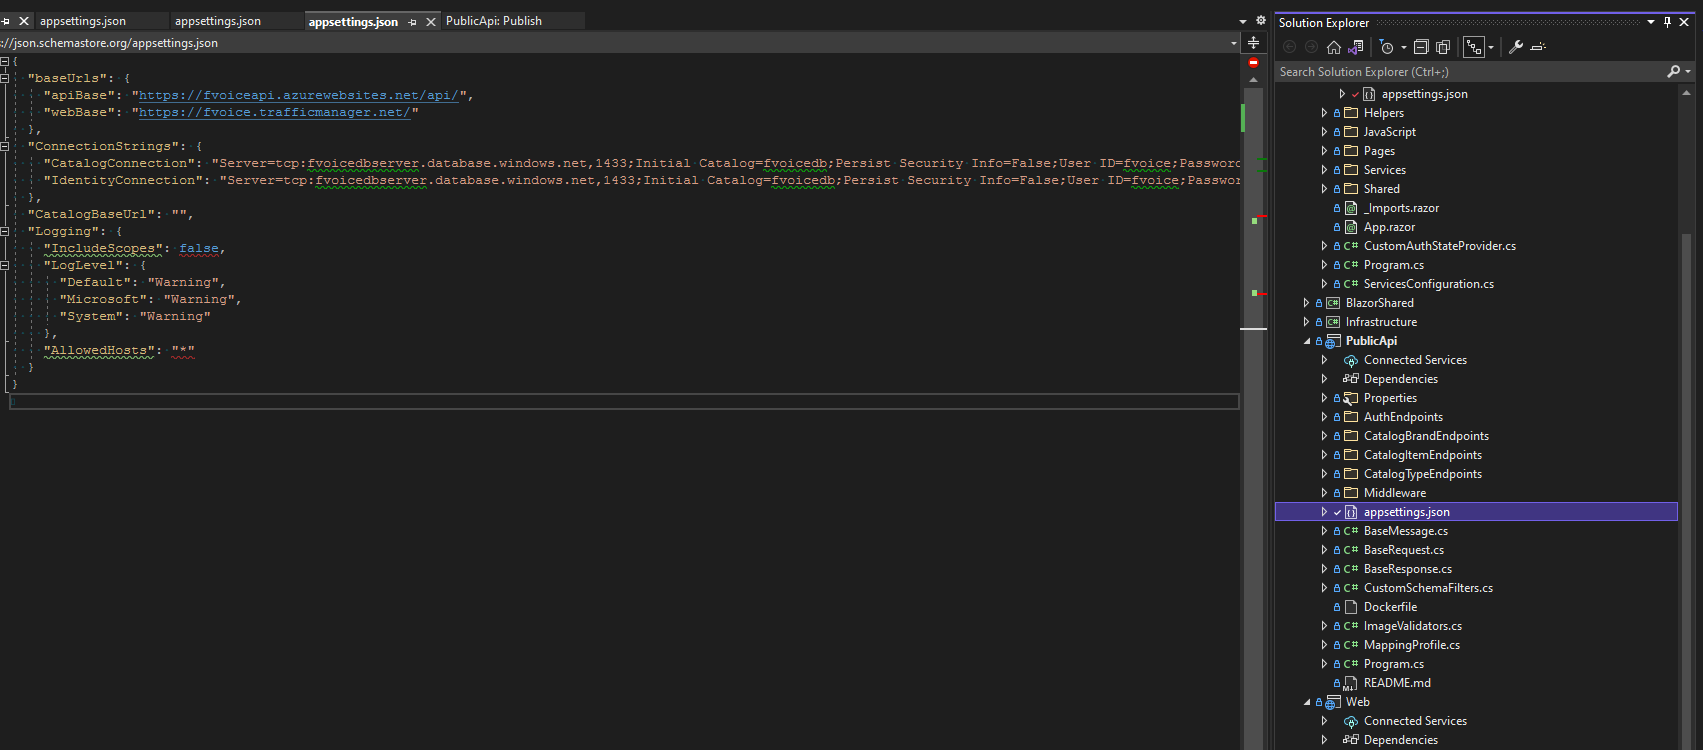 appsettings.json
appsettings.json
appsettings.json
PublicApi: Publish
://json.schemastore.org/appsettings.json
{
"baseUrls": {
"apiBase": "https://fvoiceapi.azurewebsites.net/api/",
"webBase": "https://fvoice.trafficmanager.net/"
},
"ConnectionStrings": {
"CatalogConnection": "Server=tcp:fvoicedbserver.database.windows.net,1433;Initial Catalog=fvoicedb;Persist Security Info=False;User ID=fvoice;Password
"IdentityConnection": "Server=tcp:fvoicedbserver.database.windows.net,1433;Initial Catalog=fvoicedb;Persist Security Info=False;User ID=fvoice;Passwor
},
"CatalogBaseUrl": "",
"Logging": {
"IncludeScopes": false,
"LogLevel": {
"Default": "Warning",
"Microsoft": "Warning",
"System": "Warning"
},
"AllowedHosts": "*"
}
}
Solution Explorer
Search Solution Explorer (Ctrl+;)
appsettings.json
Helpers
JavaScript
Pages
Services
Shared
_Imports.razor
App.razor
C# CustomAuthStateProvider.cs
C# Program.cs
C# ServicesConfiguration.cs
C# BlazorShared
C# Infrastructure
PublicApi
Connected Services
Dependencies
Properties
AuthEndpoints
CatalogBrandEndpoints
CatalogItemEndpoints
CatalogTypeEndpoints
Middleware
appsettings.json
C# BaseMessage.cs
C# BaseRequest.cs
C# BaseResponse.cs
C# CustomSchemaFilters.cs
Dockerfile
C# ImageValidators.cs
C# MappingProfile.cs
C# Program.cs
README.md
Web
Connected Services
Dependencies